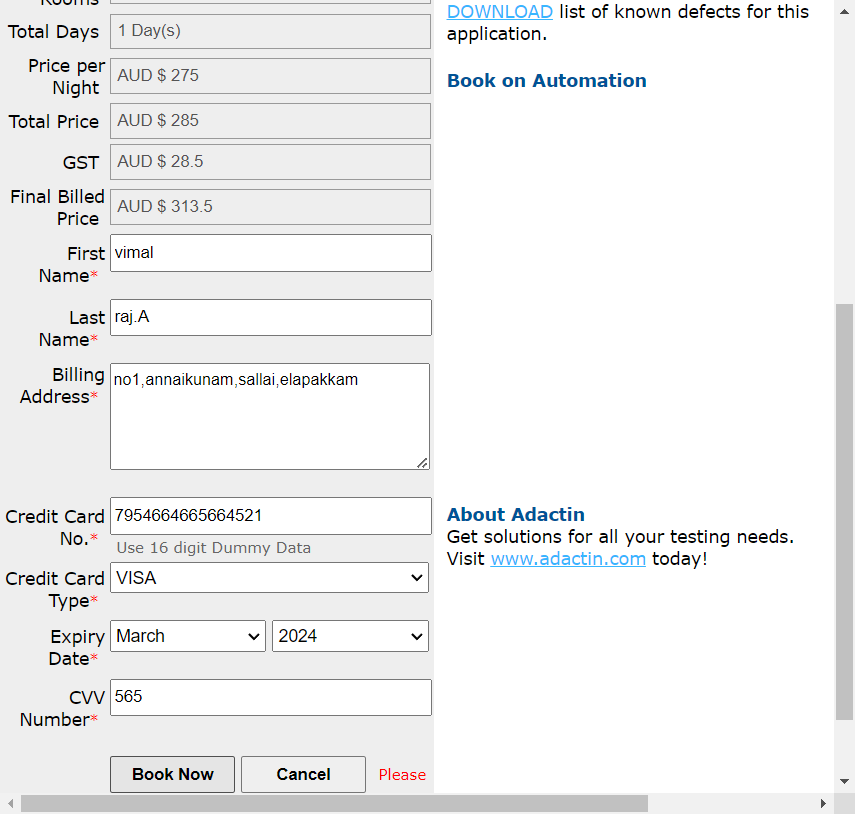 Rooms
Total Days 1 Day(s)
Price per Night AUD $ 275
Total Price AUD $ 285
GST AUD $ 28.5
Final Billed Price AUD $ 313.5
First Name* vimal
Last Name* raj.A
Billing Address* no1,annaikunam,sallai,elapakkam
Credit Card No.* 7954664665664521
Use 16 digit Dummy Data
Credit Card Type* VISA
Expiry Date* March 2024
CVV Number* 565
Book Now Cancel Please
DOWNLOAD list of known defects for this
application.
Book on Automation
About Adactin
Get solutions for all your testing needs.
Visit www.adactin.com today!